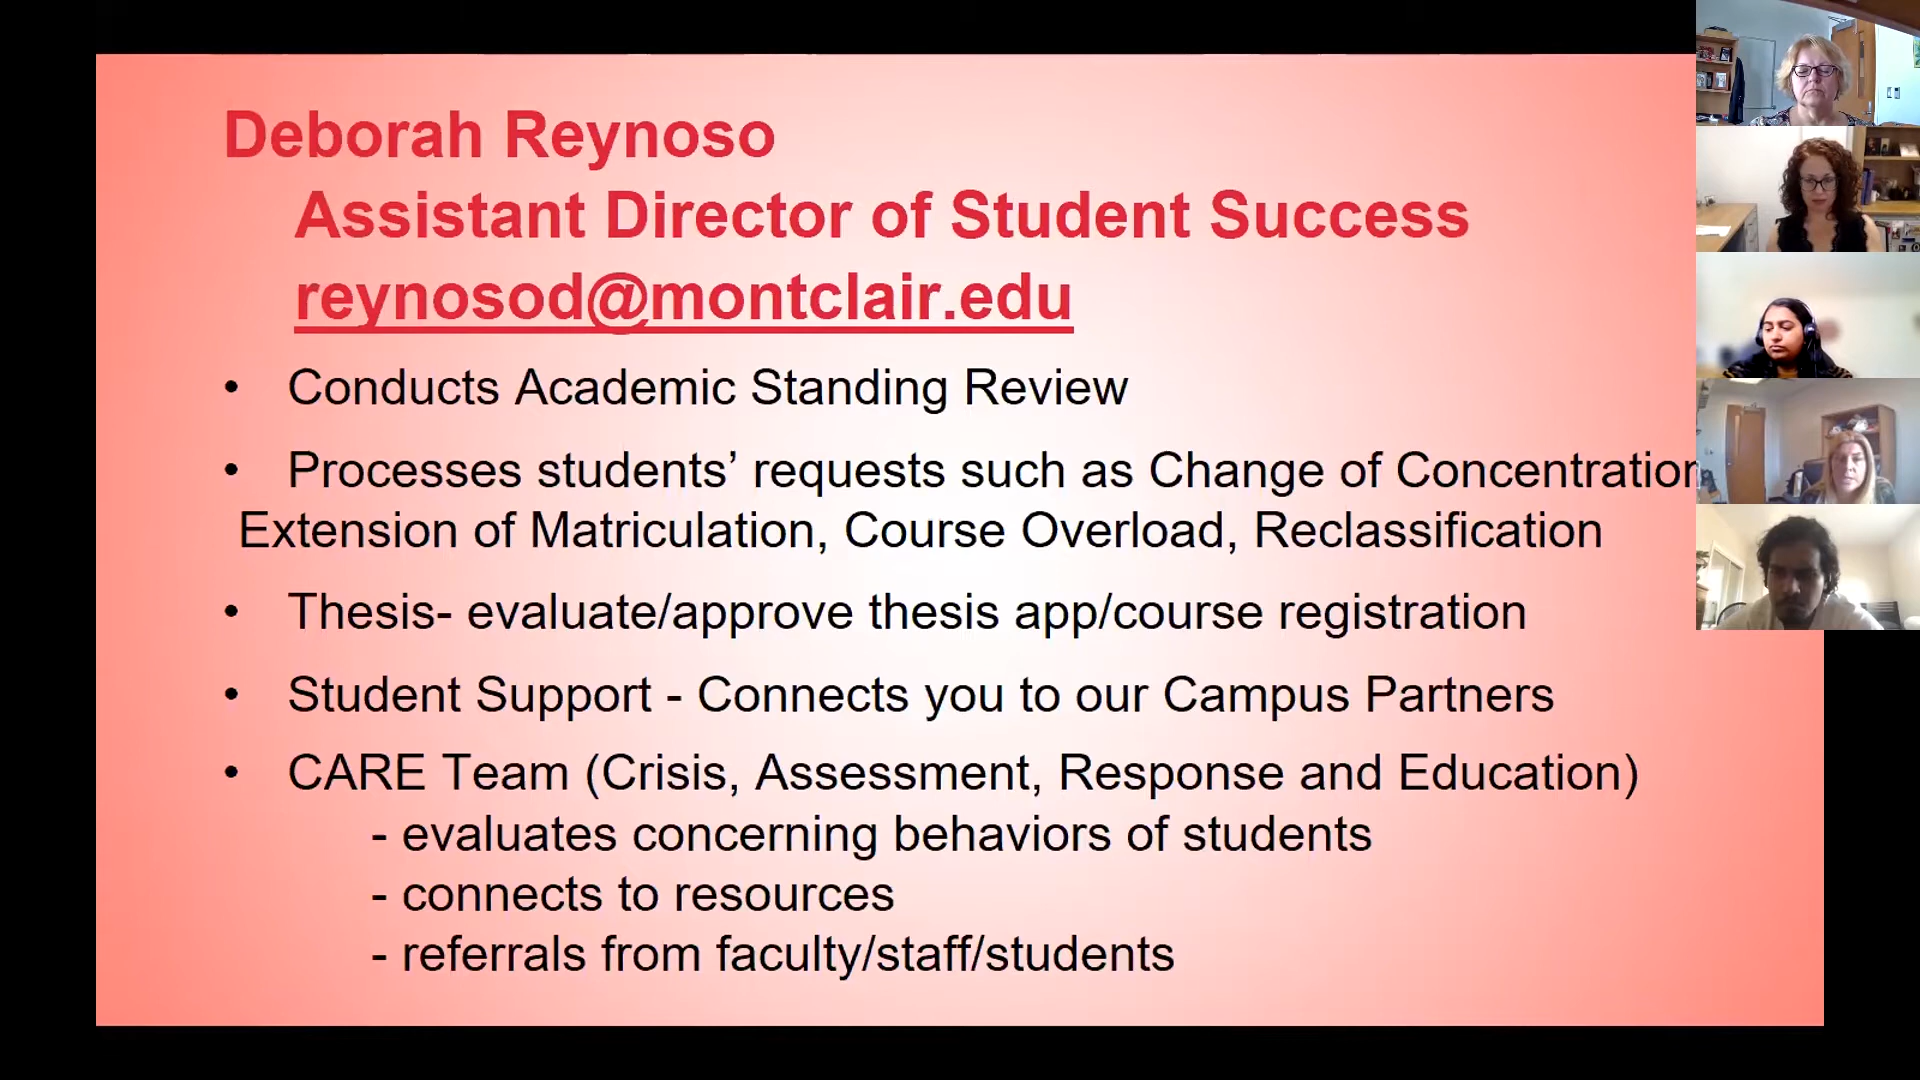 Deborah Reynoso
Assistant Director of Student Success
reynosod@montclair.edu
• Conducts Academic Standing Review
• Processes students’ requests such as Change of Concentration
Extension of Matriculation, Course Overload, Reclassification
• Thesis- evaluate/approve thesis app/course registration
• Student Support - Connects you to our Campus Partners
• CARE Team (Crisis, Assessment, Response and Education)
- evaluates concerning behaviors of students
- connects to resources
- referrals from faculty/staff/students